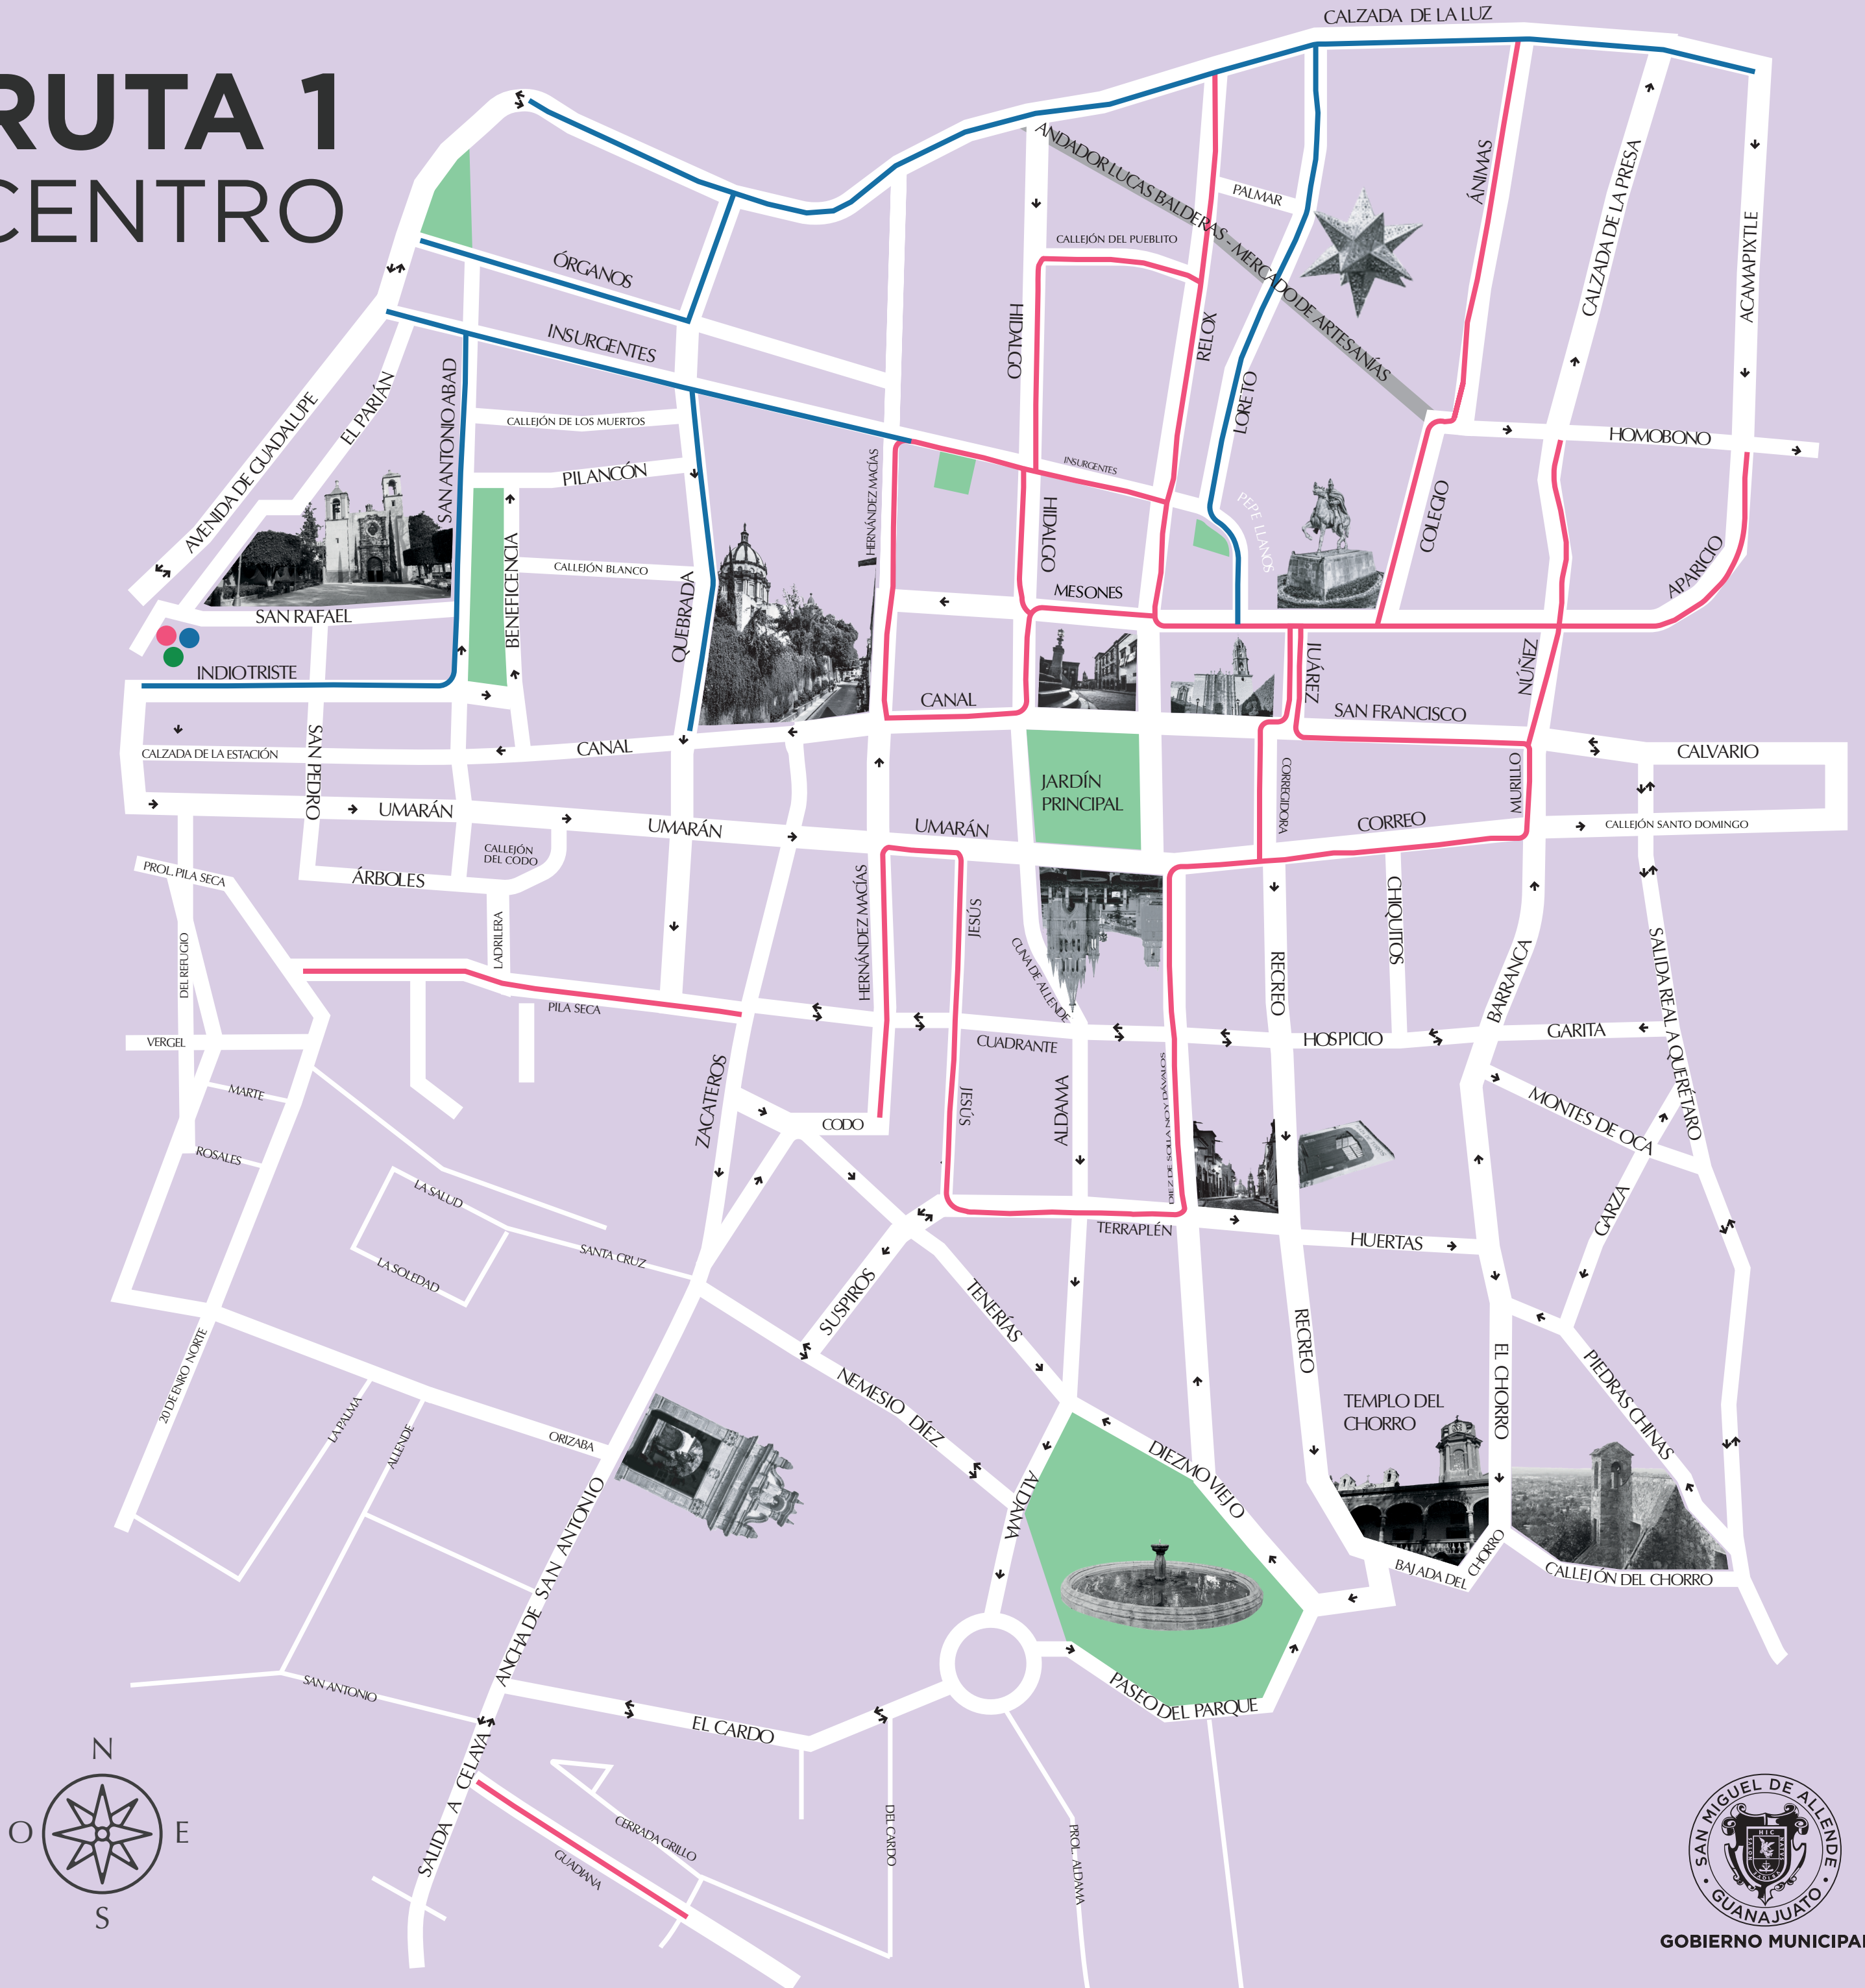 RUTA 1
CENTRO
CALZADA DE LA LUZ
ANDADOR LUCAS BALDERAS - MERCADO DE ARTESANÍAS
PALMAR
ÁNIMAS
CALZADA DE LA PRESA
ACAMAPIXTLE
CALLEJÓN DEL PUEBLITO
ÓRGANOS
INSURGENTES
HIDALGO
RELOX
LORETO
AVENIDA DE GUADALUPE
EL PARIÁN
SAN ANTONIO ABAD
CALLEJÓN DE LOS MUERTOS
PILANCÓN
HERNÁNDEZ MACÍAS
INSURGENTES
HIDALGO
PEPE LLANOS
COLEGIO
HOMOBONO
APARICIO
BENEFICENCIA
CALLEJÓN BLANCO
QUEBRADA
MESONES
SAN RAFAEL
INDIO TRISTE
CANAL
JUÁREZ
NÚÑEZ
SAN FRANCISCO
CALZADA DE LA ESTACIÓN
SAN PEDRO
CANAL
JARDÍN
PRINCIPAL
CORREGIDORA
MURILLO
CALVARIO
UMARÁN
UMARÁN
UMARÁN
CORREO
CALLEJÓN SANTO DOMINGO
PROL. PILA SECA
ÁRBOLES
CALLEJÓN
DEL CODO
HERNÁNDEZ MACÍAS
JESÚS
CUNA DE ALLENDE
RECREO
CHIQUITOS
BARRANCA
SALIDA REAL A QUERÉTARO
DEL REFUGIO
LADRILERA
PILA SECA
VERGEL
CUADRANTE
HOSPICIO
GARITA
MARTE
ZACATEROS
CODO
JESÚS
ALDAMA
DIEZ DE SOLLANO Y DÁVALOS
MONTES DE OCA
ROSALES
LA SALUD
SANTA CRUZ
LA SOLEDAD
TERRAPLÉN
HUERTAS
GARZA
SUSPIROS
TENERÍAS
RECREO
EL CHORRO
PIEDRAS CHINAS
20 DE ENRO NORTE
LA PALMA
ALLENDE
ORIZABA
NEMESIO DÍEZ
TEMPLO DEL
CHORRO
DIEZMO VIEJO
ALDAMA
ANCHA DE SAN ANTONIO
BAJADA DEL CHORRO
CALLEJÓN DEL CHORRO
SAN ANTONIO
EL CARDO
PASEO DEL PARQUE
SALIDA A CELAYA
CERRADA GRILLO
GUADIANA
DEL CARDO
PROL. ALDAMA
N
O
E
S
SAN MIGUEL DE ALLENDE
GUANAJUATO
GOBIERNO MUNICIPAL